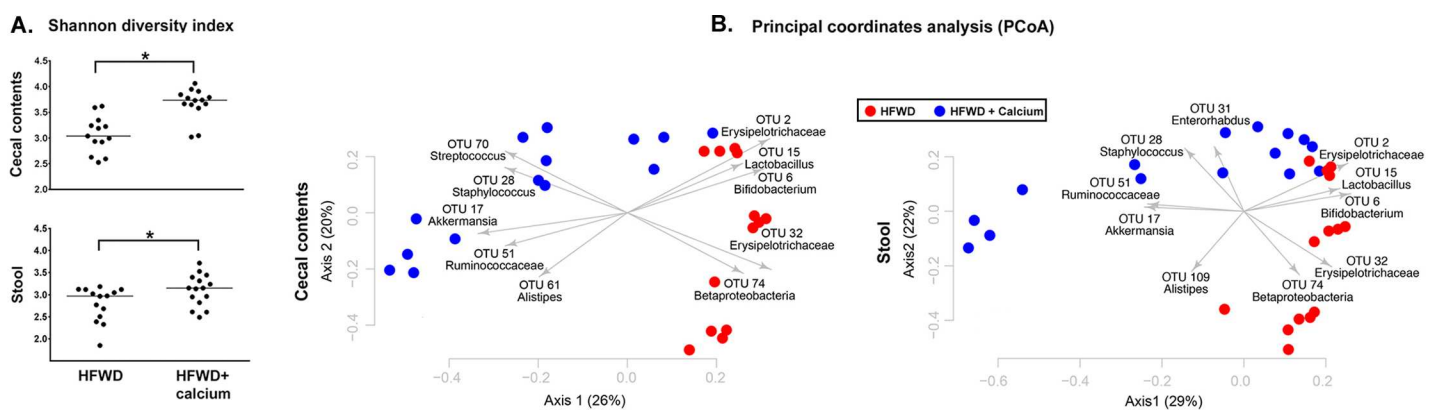 A. Shannon diversity index
*
Cecal contents
4.5
4.0
3.5
3.0
2.5
2.0
*
Stool
4.5
4.0
3.5
3.0
2.5
2.0
HFWD
HFWD+
calcium
B. Principal coordinates analysis (PCoA)
HFWD
HFWD + Calcium
Cecal contents
Axis 2 (20%)
0.2
0.0
−0.2
−0.4
OTU 70
Streptococcus
OTU 28
Staphylococcus
OTU 17
Akkermansia
OTU 51
Ruminococcaceae
OTU 61
Alistipes
OTU 2
Erysipelotrichaceae
OTU 15
Lactobacillus
OTU 6
Bifidobacterium
OTU 32
Erysipelotrichaceae
OTU 74
Betaproteobacteria
−0.4
−0.2
0.0
0.2
Axis 1 (26%)
Stool
Axis2 (22%)
0.2
0.0
−0.2
−0.4
OTU 31
Enterorhabdus
OTU 28
Staphylococcus
OTU 51
Ruminococcaceae
OTU 17
Akkermansia
OTU 109
Alistipes
OTU 2
Erysipelotrichaceae
OTU 15
Lactobacillus
OTU 6
Bifidobacterium
OTU 32
Erysipelotrichaceae
OTU 74
Betaproteobacteria
−0.6
−0.4
−0.2
0.0
0.2
Axis1 (29%)